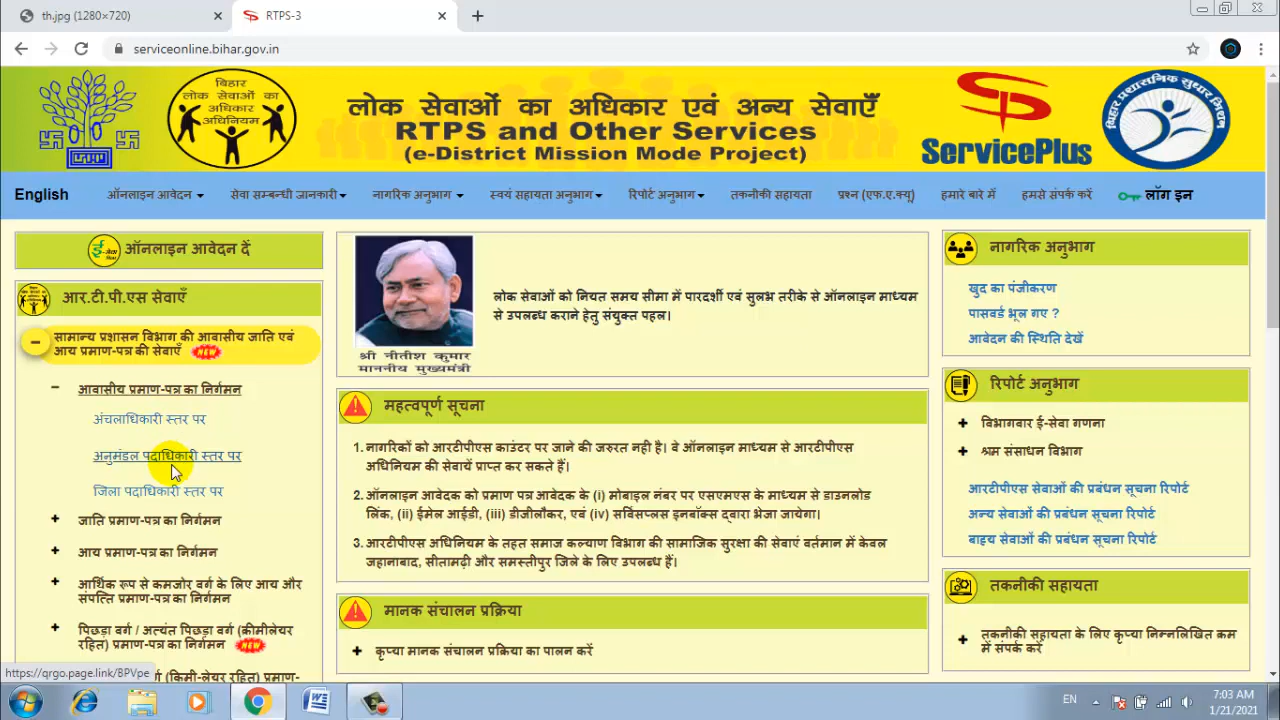 th.jpg (1280×720)
RTPS-3
serviceonline.bihar.gov.in
बिहार
लोक सेवाओं का
अधिकार
अधिनियम
लोक सेवाओं का अधिकार एवं अन्य सेवाएँ
RTPS and Other Services
(e-District Mission Mode Project)
ServicePlus
बिहार प्रशासनिक सुधार मिशन
English
ऑनलाइन आवेदन
सेवा सम्बन्धी जानकारी
नागरिक अनुभाग
स्वयं सहायता अनुभाग
रिपोर्ट अनुभाग
तकनीकी सहायता
प्रश्न (एफ.ए.क्यू)
हमारे बारे में
हमसे संपर्क करें
लॉग इन
ऑनलाइन आवेदन दें
आर.टी.पी.एस सेवाएँ
सामान्य प्रशासन विभाग की आवासीय जाति एवं
आय प्रमाण-पत्र की सेवाएँ NEW
आवासीय प्रमाण-पत्र का निर्गमन
अंचलाधिकारी स्तर पर
अनुमंडल पदाधिकारी स्तर पर
जिला पदाधिकारी स्तर पर
जाति प्रमाण-पत्र का निर्गमन
आय प्रमाण-पत्र का निर्गमन
आर्थिक रूप से कमजोर वर्ग के लिए आय और
संपत्ति प्रमाण-पत्र का निर्गमन
पिछड़ा वर्ग / अत्यंत पिछड़ा वर्ग (क्रीमीलेयर
रहित) प्रमाण-पत्र का निर्गमन NEW
र्ग (किमी-लेयर रहित) प्रमाण-
https://qrgo.page.link/BPVpe
श्री नीतीश कुमार
माननीय मुख्यमंत्री
लोक सेवाओं को नियत समय सीमा में पारदर्शी एवं सुलभ तरीके से ऑनलाइन माध्यम
से उपलब्ध कराने हेतु संयुक्त पहल।
महत्वपूर्ण सूचना
1. नागरिकों को आरटीपीएस काउंटर पर जाने की जरुरत नही है। वे ऑनलाइन माध्यम से आरटीपीएस
अधिनियम की सेवायें प्राप्त कर सकते हैं।
2. ऑनलाइन आवेदक को प्रमाण पत्र आवेदक के (i) मोबाइल नंबर पर एसएमएस के माध्यम से डाउनलोड
लिंक, (ii) ईमेल आईडी, (iii) डीजीलौकर, एवं (iv) सर्विसप्लस इनबॉक्स द्वारा भेजा जायेगा।
3. आरटीपीएस अधिनियम के तहत समाज कल्याण विभाग की सामाजिक सुरक्षा की सेवाएं वर्तमान में केवल
जहानाबाद, सीतामढ़ी और समस्तीपुर जिले के लिए उपलब्ध हैं।
मानक संचालन प्रक्रिया
कृप्या मानक संचालन प्रक्रिया का पालन करें
नागरिक अनुभाग
खुद का पंजीकरण
पासवर्ड भूल गए ?
आवेदन की स्थिति देखें
रिपोर्ट अनुभाग
विभागवार ई-सेवा गणना
श्रम संसाधन विभाग
आरटीपीएस सेवाओं की प्रबंधन सूचना रिपोर्ट
अन्य सेवाओं की प्रबंधन सूचना रिपोर्ट
बाह्य सेवाओं की प्रबंधन सूचना रिपोर्ट
तकनीकी सहायता
तकनीकी सहायता के लिए कृप्या निम्नलिखित क्रम
में संपर्क करें
EN
7:03 AM
1/21/2021